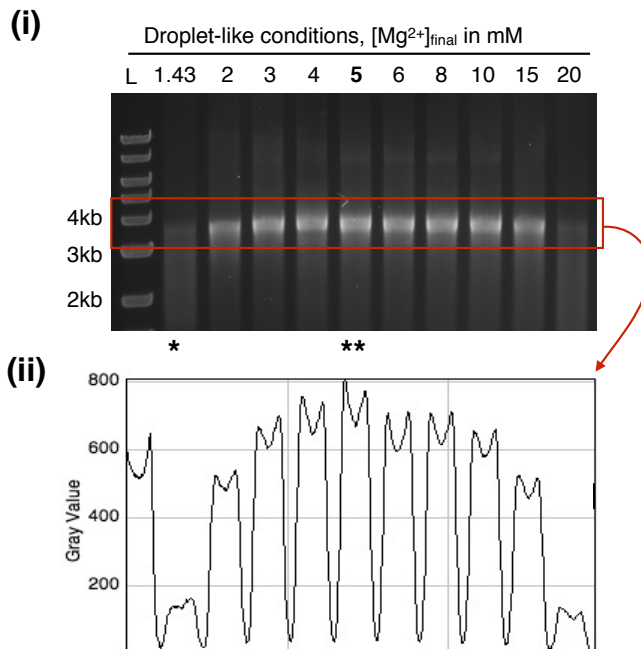 (i)
Droplet-like conditions, [Mg²⁺]final in mM
L 1.43 2 3 4 5 6 8 10 15 20
4kb
3kb
2kb
* **
(ii)
800
600
400
200
Gray Value